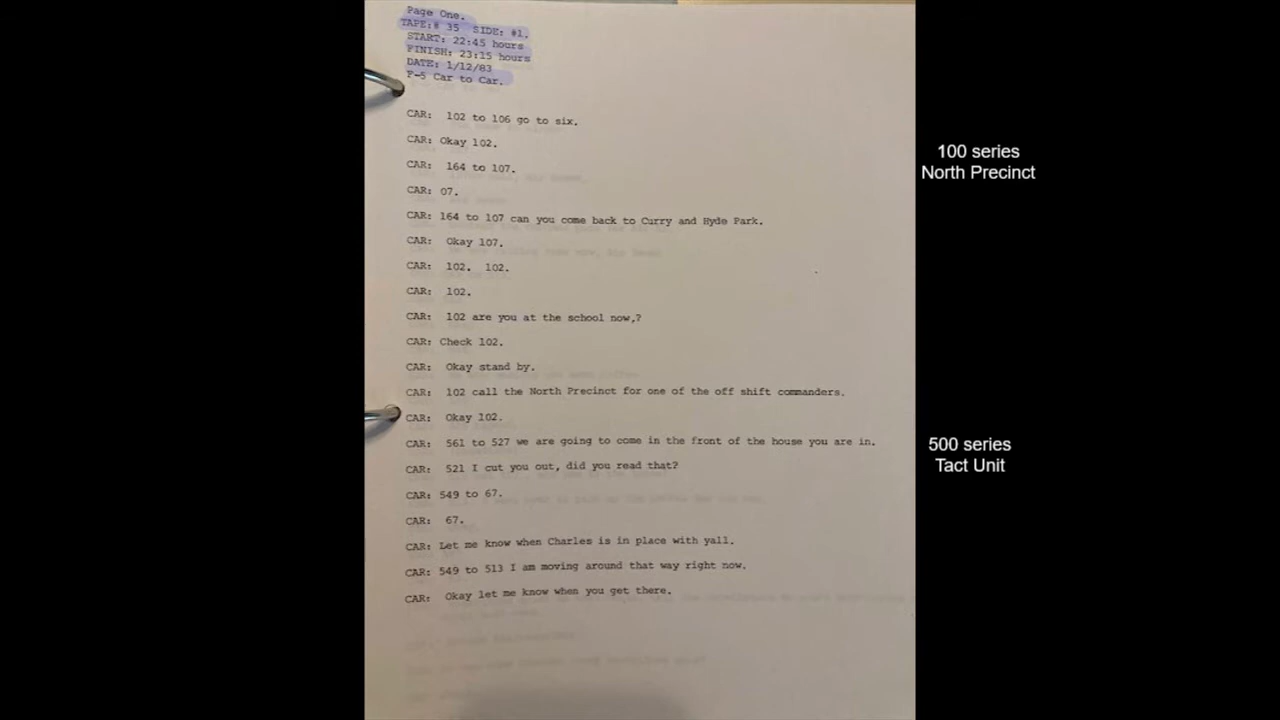 Page One.
TAPE:# 35 SIDE: #1.
START: 22:45 hours
FINISH: 23:15 hours
DATE: 1/12/83
F-5 Car to Car.
CAR: 102 to 106 go to six.
CAR: Okay 102.
CAR: 164 to 107.
CAR: 07.
CAR: 164 to 107 can you come back to Curry and Hyde Park.
CAR: Okay 107.
CAR: 102. 102.
CAR: 102.
CAR: 102 are you at the school now,?
CAR: Check 102.
CAR: Okay stand by.
CAR: 102 call the North Precinct for one of the off shift commanders.
CAR: Okay 102.
CAR: 561 to 527 we are going to come in the front of the house you are in.
CAR: 521 I cut you out, did you read that?
CAR: 549 to 67.
CAR: 67.
CAR: Let me know when Charles is in place with yall.
CAR: 549 to 513 I am moving around that way right now.
CAR: Okay let me know when you get there.
100 series
North Precinct
500 series
Tact Unit